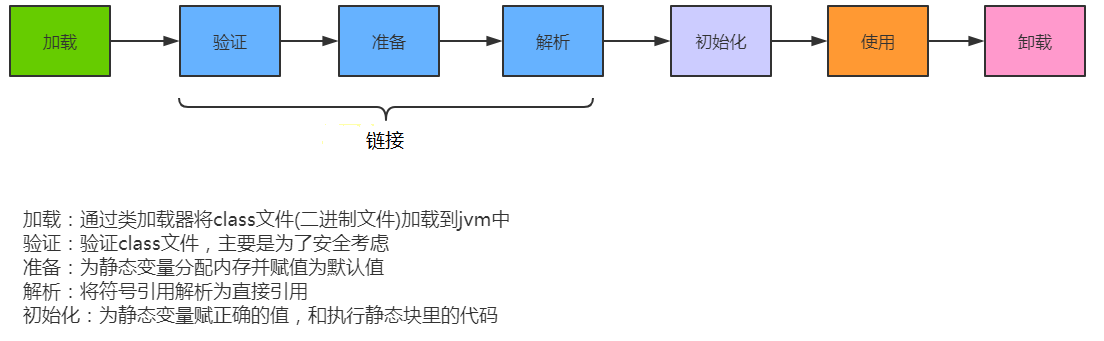 加载
验证
准备
解析
初始化
使用
卸载
链接
加载：通过类加载器将class文件(二进制文件)加载到jvm中
验证：验证class文件，主要是为了安全考虑
准备：为静态变量分配内存并赋值为默认值
解析：将符号引用解析为直接引用
初始化：为静态变量赋正确的值，和执行静态块里的代码